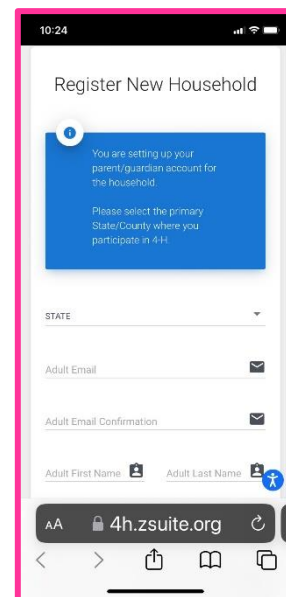 10:24
Register New Household
You are setting up your
parent/guardian account for
the household.
Please select the primary
State/County where you
participate in 4-H.
STATE
Adult Email
Adult Email Confirmation
Adult First Name Adult Last Name
AA 4h.zsuite.org